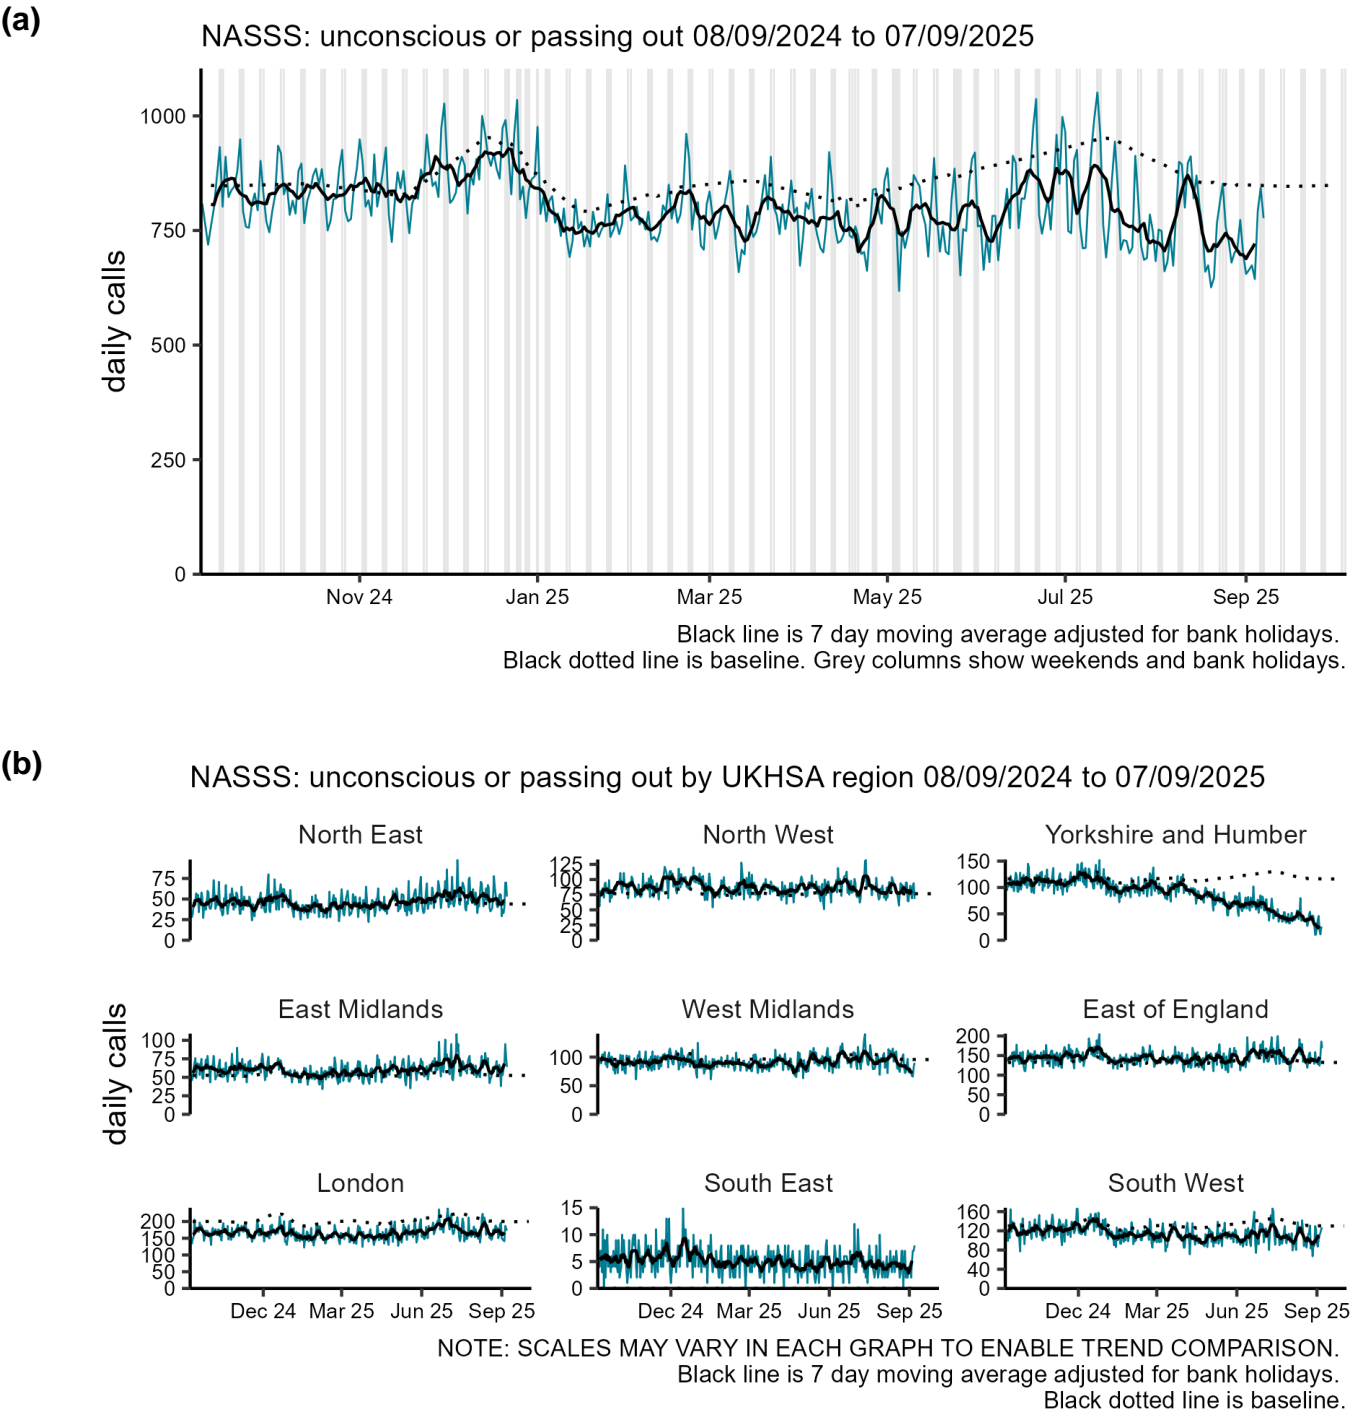 (a)
NASSS: unconscious or passing out 08/09/2024 to 07/09/2025
1000
750
500
250
0
daily calls
Nov 24 Jan 25 Mar 25 May 25 Jul 25 Sep 25
Black line is 7 day moving average adjusted for bank holidays.
Black dotted line is baseline. Grey columns show weekends and bank holidays.
(b)
NASSS: unconscious or passing out by UKHSA region 08/09/2024 to 07/09/2025
daily calls
North East
75
50
25
0
North West
125
100
75
50
25
0
Yorkshire and Humber
150
100
50
0
East Midlands
100
75
50
25
0
West Midlands
100
50
0
East of England
200
150
100
50
0
London
200
150
100
50
0
South East
15
10
5
0
South West
160
120
80
40
0
Dec 24 Mar 25 Jun 25 Sep 25
Dec 24 Mar 25 Jun 25 Sep 25
Dec 24 Mar 25 Jun 25 Sep 25
NOTE: SCALES MAY VARY IN EACH GRAPH TO ENABLE TREND COMPARISON.
Black line is 7 day moving average adjusted for bank holidays.
Black dotted line is baseline.